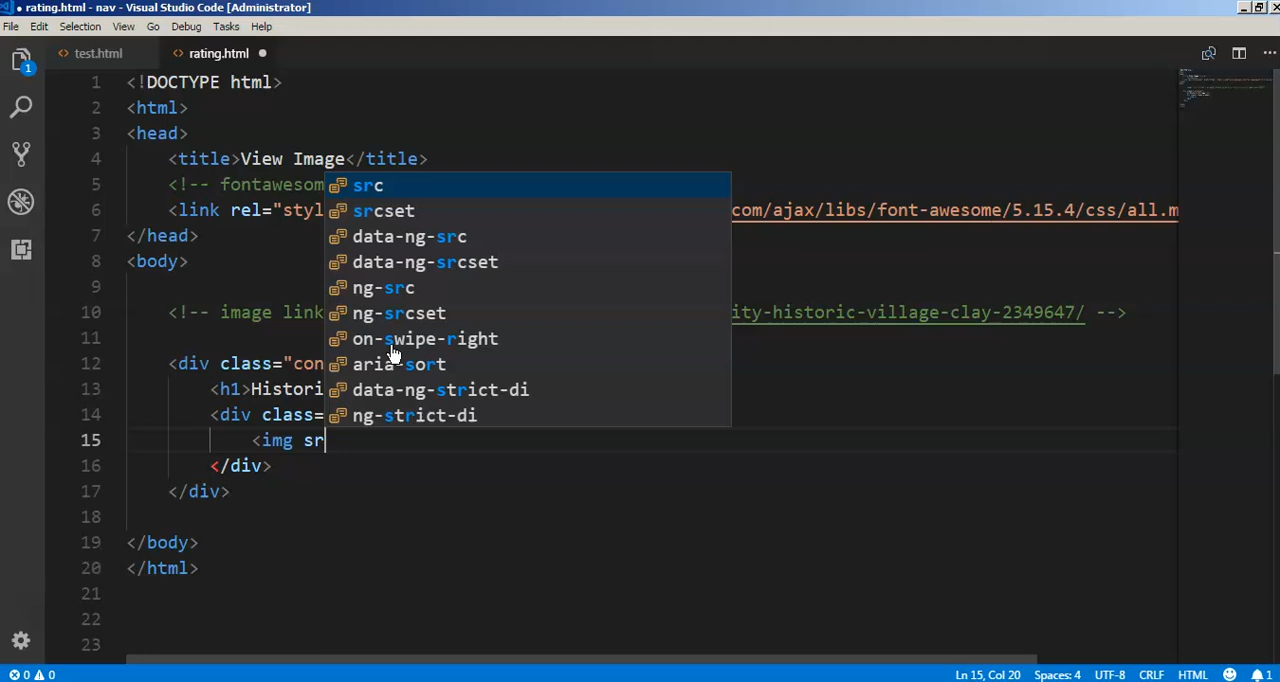 ● rating.html - nav - Visual Studio Code [Administrator]
File Edit Selection View Go Debug Tasks Help
1
<> test.html <> rating.html ●
1 <!DOCTYPE html>
2 <html>
3 <head>
4 <title>View Image</title>
5 <!-- fontawesom
6 <link rel="styl com/ajax/libs/font-awesome/5.15.4/css/all.m
7 </head>
8 <body>
9
10 <!-- image link ity-historic-village-clay-2349647/ -->
11
12 <div class="con
13 <h1>Histori
14 <div class=
15 <img sr
16 </div>
17 </div>
18
19 </body>
20 </html>
21
22
23
src
srcset
data-ng-src
data-ng-srcset
ng-src
ng-srcset
on-swipe-right
aria-sort
data-ng-strict-di
ng-strict-di
0 0 Ln 15, Col 20 Spaces: 4 UTF-8 CRLF HTML 1